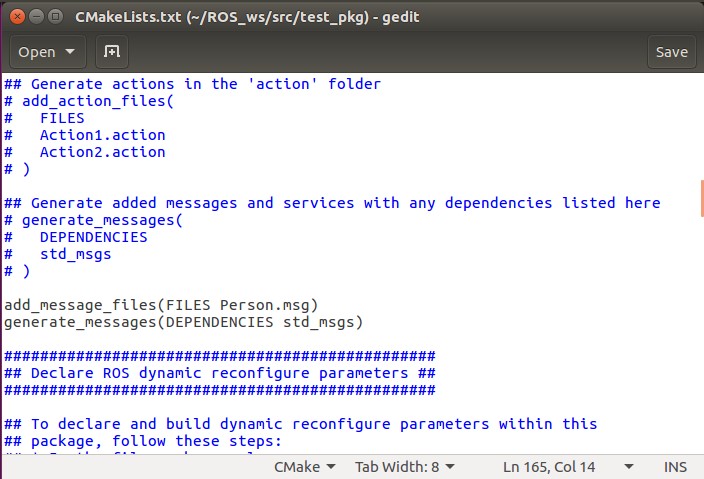 CMakeLists.txt (~/ROS_ws/src/test_pkg) - gedit
Open Save
## Generate actions in the 'action' folder
# add_action_files(
#   FILES
#   Action1.action
#   Action2.action
# )

## Generate added messages and services with any dependencies listed here
# generate_messages(
#   DEPENDENCIES
#   std_msgs
# )

add_message_files(FILES Person.msg)
generate_messages(DEPENDENCIES std_msgs)

################################################
## Declare ROS dynamic reconfigure parameters ##
################################################

## To declare and build dynamic reconfigure parameters within this
## package, follow these steps:
CMake Tab Width: 8 Ln 165, Col 14 INS